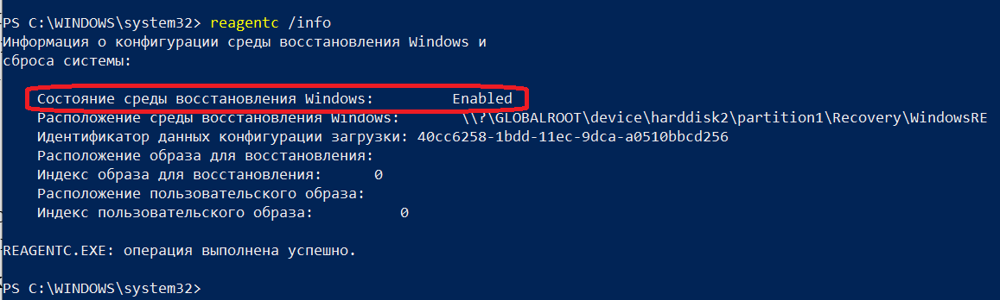 PS C:\WINDOWS\system32> reagentc /info
Информация о конфигурации среды восстановления Windows и
сброса системы:
Состояние среды восстановления Windows: Enabled
Расположение среды восстановления Windows: \\?\GLOBALROOT\device\harddisk2\partition1\Recovery\WindowsRE
Идентификатор данных конфигурации загрузки: 40cc6258-1bdd-11ec-9dca-a0510bbcd256
Расположение образа для восстановления:
Индекс образа для восстановления: 0
Расположение пользовательского образа:
Индекс пользовательского образа: 0
REAGENTC.EXE: операция выполнена успешно.
PS C:\WINDOWS\system32>